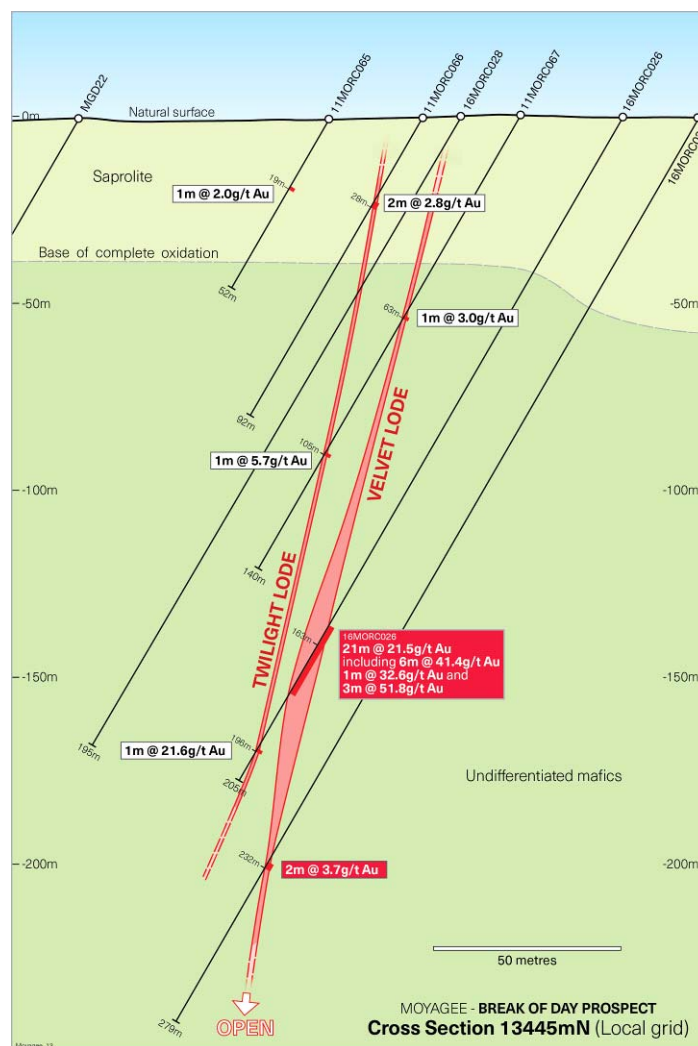 MGD22
11MORC065
11MORC066
16MORC028
11MORC067
16MORC026
0m
Natural surface
Saprolite
19m
1m @ 2.0g/t Au
28m
2m @ 2.8g/t Au
Base of complete oxidation
52m
-50m
-50m
63m
1m @ 3.0g/t Au
92m
VELVET LODE
105m
1m @ 5.7g/t Au
-100m
-100m
140m
TWILIGHT LODE
163m
16MORC026
21m @ 21.5g/t Au
including 6m @ 41.4g/t Au
1m @ 32.6g/t Au and
3m @ 51.8g/t Au
-150m
-150m
195m
196m
1m @ 21.6g/t Au
205m
Undifferentiated mafics
-200m
-200m
232m
2m @ 3.7g/t Au
50 metres
279m
OPEN
MOYAGEE - BREAK OF DAY PROSPECT
Cross Section 13445mN (Local grid)